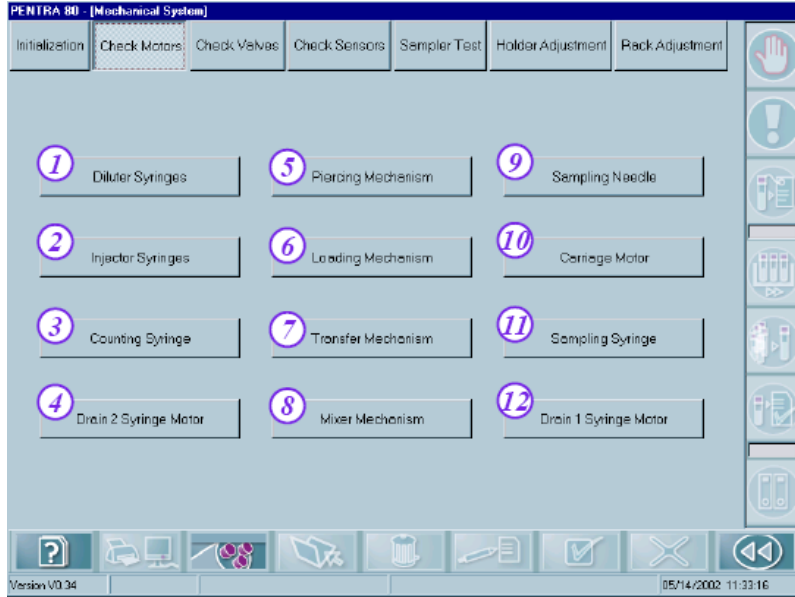 PENTRA 80 - [Mechanical System]
Initialization
Check Motors
Check Valves
Check Sensors
Sampler Test
Holder Adjustment
Rack Adjustment
1 Diluter Syringes
5 Piercing Mechanism
9 Sampling Needle
2 Injector Syringes
6 Loading Mechanism
10 Carriage Motor
3 Counting Syringe
7 Transfer Mechanism
11 Sampling Syringe
4 Drain 2 Syringe Motor
8 Mixer Mechanism
12 Drain 1 Syringe Motor
Version V0.34
05/14/2002 11:33:16